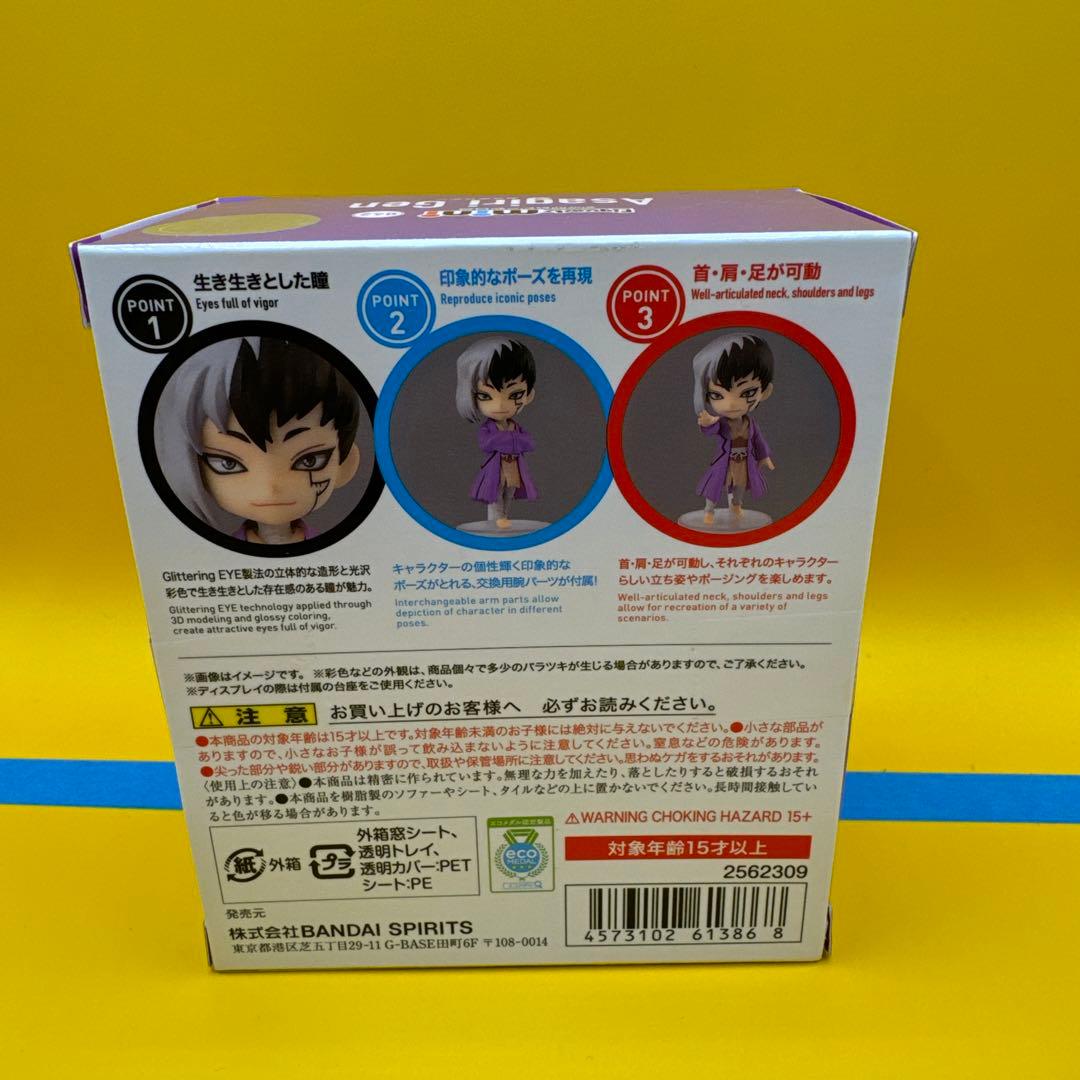 Asagiri Gen
Figuarts mini
POINT
1
生き生きとした瞳
Eyes full of vigor
POINT
2
印象的なポーズを再現
Reproduce iconic poses
POINT
3
首・肩・足が可動
Well-articulated neck, shoulders and legs
Glittering EYE製法の立体的な造形と光沢
彩色で生き生きとした存在感のある瞳が魅力。
Glittering EYE technology applied through
3D modeling and glossy coloring,
create attractive eyes full of vigor.
キャラクターの個性輝く印象的な
ポーズがとれる、交換用腕パーツが付属!
Interchangeable arm parts allow
depiction of character in different
poses.
首・肩・足が可動し、それぞれのキャラクター
らしい立ち姿やポージングを楽しめます。
Well-articulated neck, shoulders and legs
allow for recreation of a variety of
scenarios.
※画像はイメージです。 ※彩色などの外観は、商品個々で多少のバラツキが生じる場合がありますので、ご了承ください。
※ディスプレイの際は付属の台座をご使用ください。
注 意 お買い上げのお客様へ 必ずお読みください。
●本商品の対象年齢は15才以上です。対象年齢未満のお子様には絶対に与えないでください。●小さな部品が
ありますので、小さなお子様が誤って飲み込まないように注意してください。窒息などの危険があります。
●尖った部分や鋭い部分がありますので、取扱や保管場所に注意してください。思わぬケガをするおそれがあります。
〈使用上の注意〉●本商品は精密に作られています。無理な力を加えたり、落としたりすると破損するおそれ
があります。●本商品を樹脂製のソファーやシート、タイルなどの上に置かないでください。長時間接触してい
ると色が移る場合があります。
紙 外箱
プラ
外箱窓シート、
透明トレイ、
透明カバー:PET
シート:PE
エコメダル認定製品
eco
MEDAL
⚠WARNING CHOKING HAZARD 15+
対象年齢15才以上
2562309
4573102 61386 8
発売元
株式会社BANDAI SPIRITS
東京都港区芝五丁目29-11 G-BASE田町6F 〒108-0014